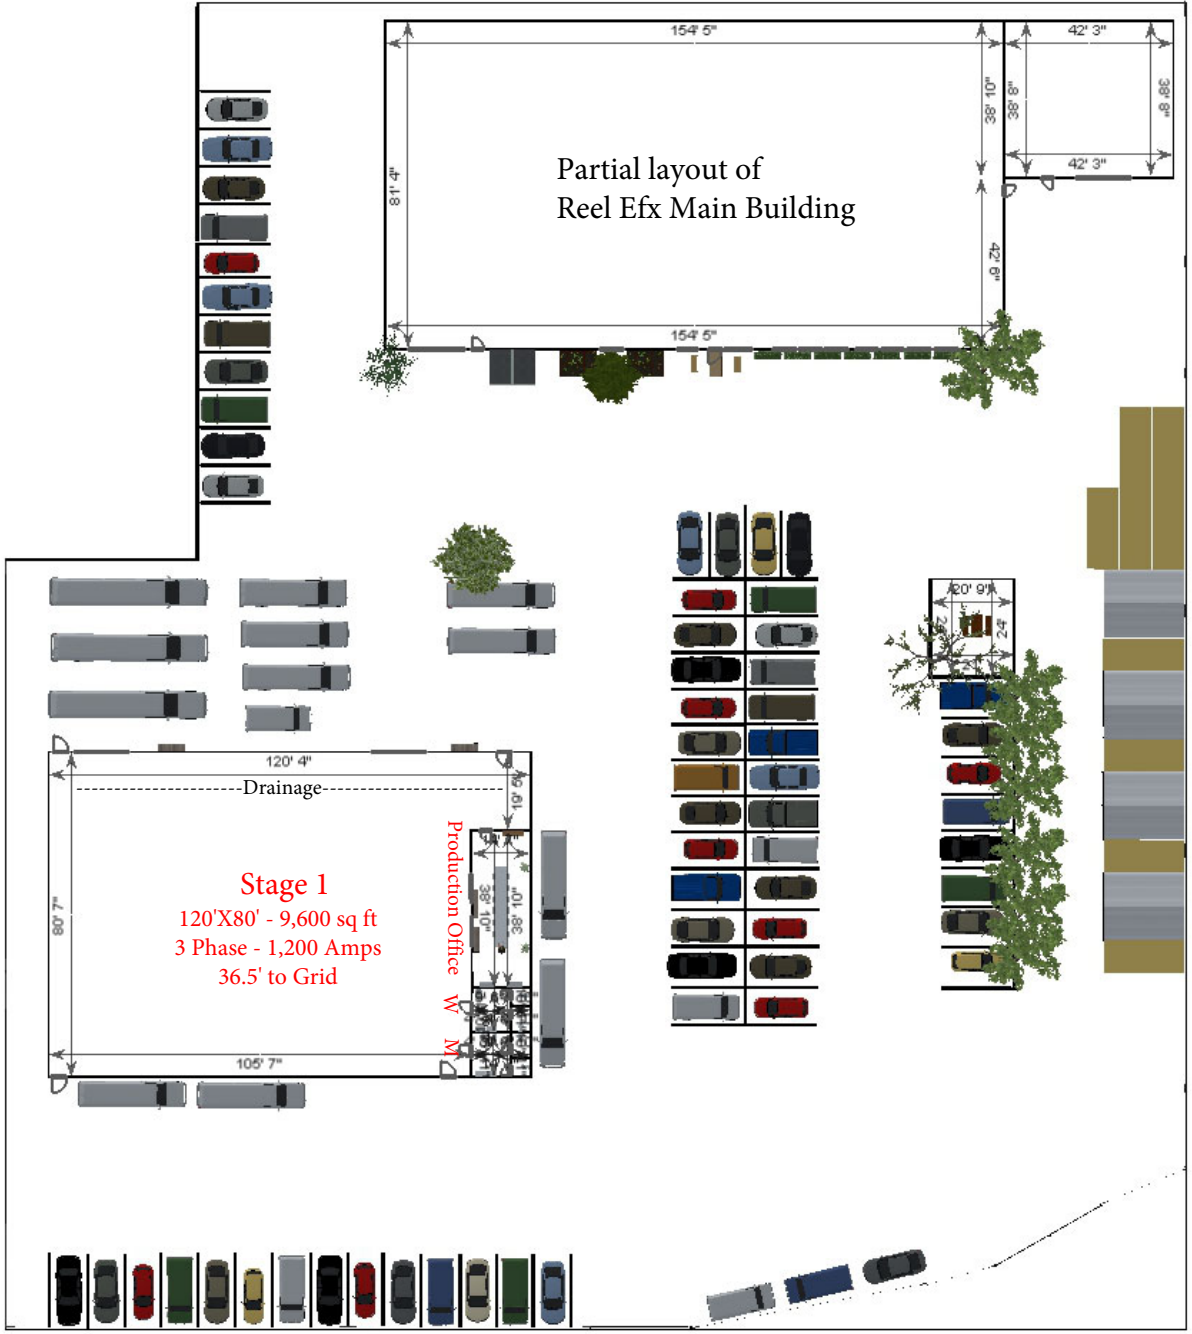 154' 5"
42' 3"
38' 10"
38' 8"
38' 8"
81' 4"
Partial layout of
Reel Efx Main Building
42' 3"
42' 6"
154' 5"
20' 9"
24'
24'
120' 4"
19' 5"
Drainage
Production Office
Stage 1
120'X80' - 9,600 sq ft
3 Phase - 1,200 Amps
36.5' to Grid
80' 7"
38' 10"
38' 10"
W
M
105' 7"